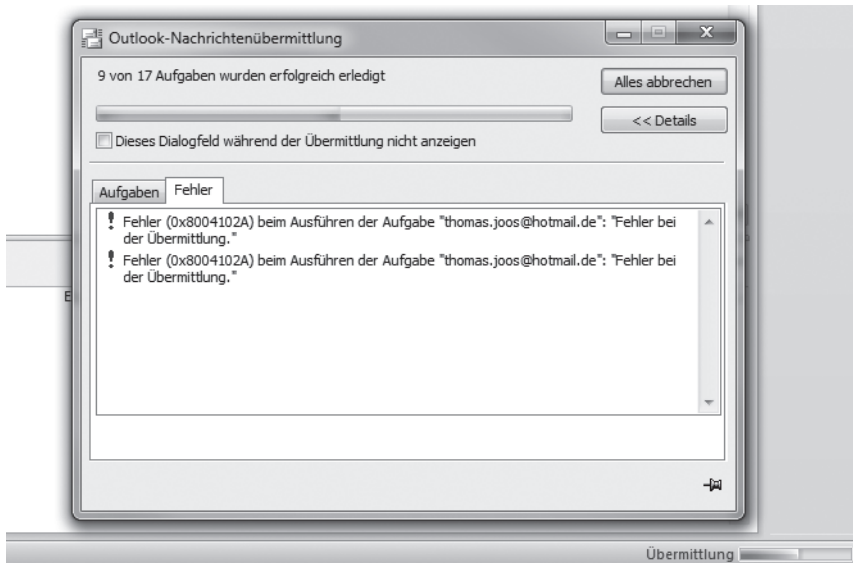 Outlook-Nachrichtenübermittlung
9 von 17 Aufgaben wurden erfolgreich erledigt
Alles abbrechen
<< Details
Dieses Dialogfeld während der Übermittlung nicht anzeigen
Aufgaben
Fehler
Fehler (0x8004102A) beim Ausführen der Aufgabe "thomas.joos@hotmail.de": "Fehler bei
der Übermittlung."
Fehler (0x8004102A) beim Ausführen der Aufgabe "thomas.joos@hotmail.de": "Fehler bei
der Übermittlung."
E
Übermittlung